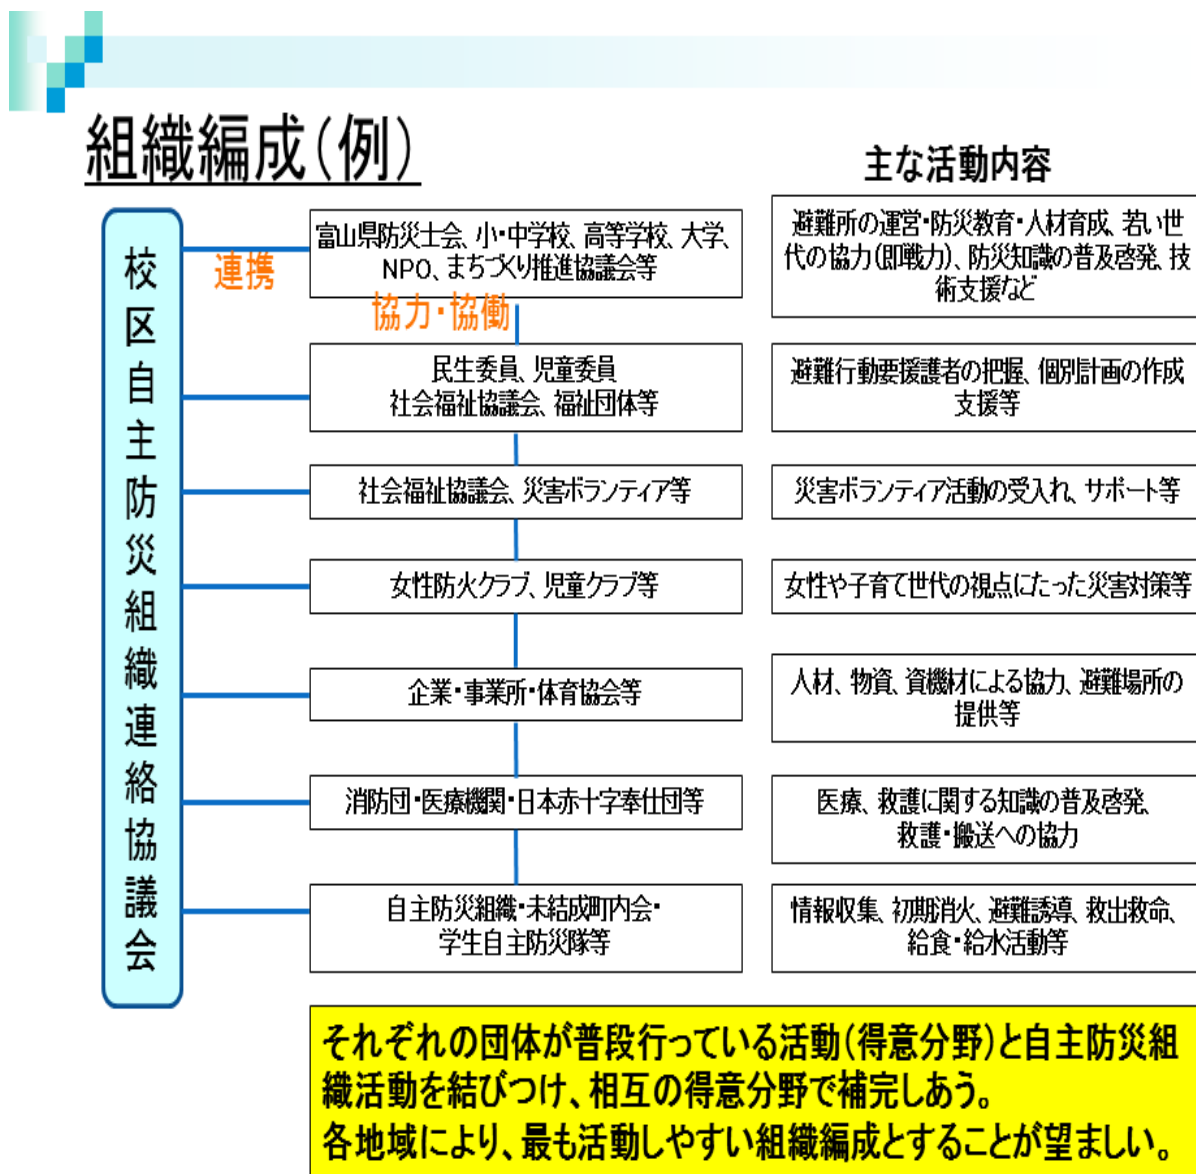 組織編成(例)
主な活動内容
校区自主防災組織連絡協議会
連携
富山県防災士会、小・中学校、高等学校、大学、
NPO、まちづくり推進協議会等
避難所の運営・防災教育・人材育成、若い世
代の協力(即戦力)、防災知識の普及啓発、技
術支援など
協力・協働
民生委員、児童委員
社会福祉協議会、福祉団体等
避難行動要援護者の把握、個別計画の作成
支援等
社会福祉協議会、災害ボランティア等
災害ボランティア活動の受入れ、サポート等
女性防火クラブ、児童クラブ等
女性や子育て世代の視点にたった災害対策等
企業・事業所・体育協会等
人材、物資、資機材による協力、避難場所の
提供等
消防団・医療機関・日本赤十字奉仕団等
医療、救護に関する知識の普及啓発、
救護・搬送への協力
自主防災組織・未結成町内会・
学生自主防災隊等
情報収集、初期消火、避難誘導、救出救命、
給食・給水活動等
それぞれの団体が普段行っている活動(得意分野)と自主防災組
織活動を結びつけ、相互の得意分野で補完しあう。
各地域により、最も活動しやすい組織編成とすることが望ましい。